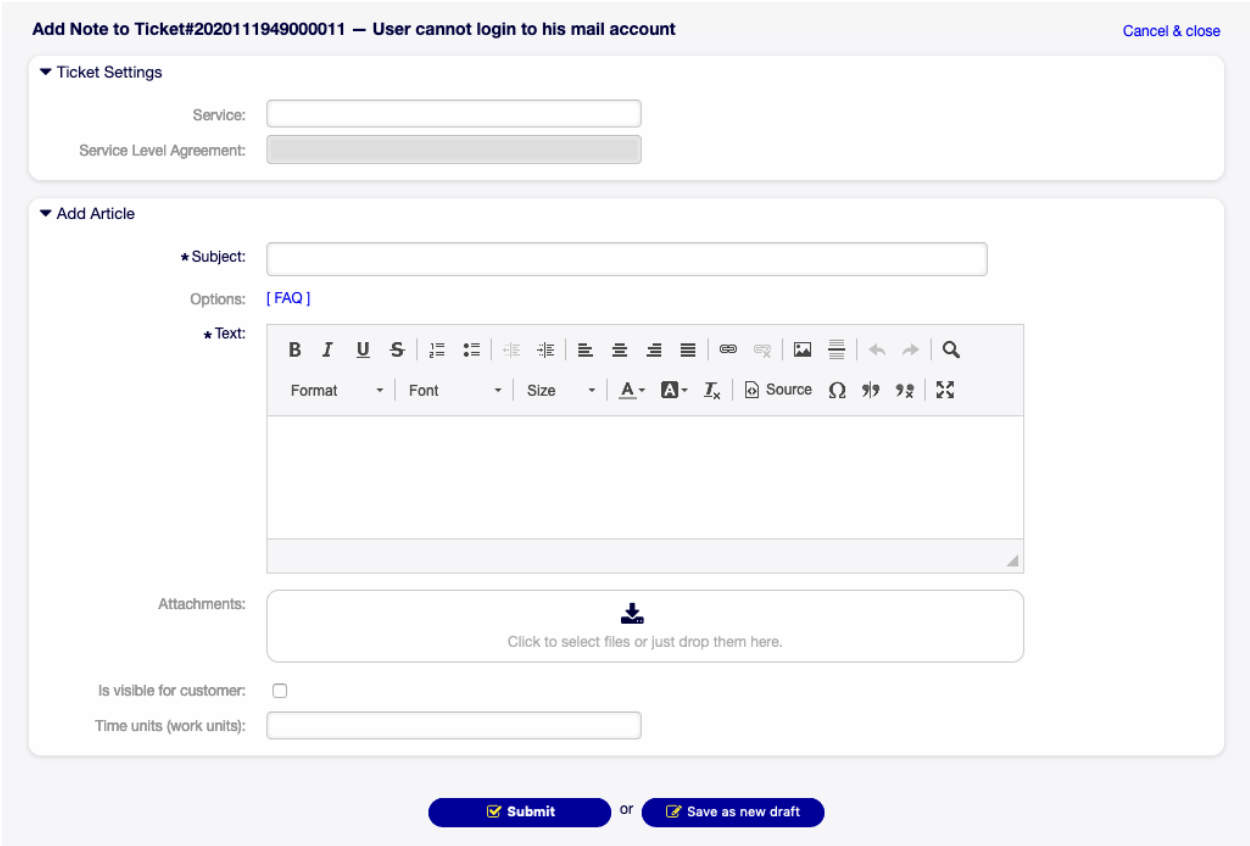 Add Note to Ticket#2020111949000011 — User cannot login to his mail account
Cancel & close
Ticket Settings
Service:
Service Level Agreement:
Add Article
* Subject:
Options: [ FAQ ]
* Text:
Format Font Size Source
Attachments:
Click to select files or just drop them here.
Is visible for customer:
Time units (work units):
Submit or Save as new draft